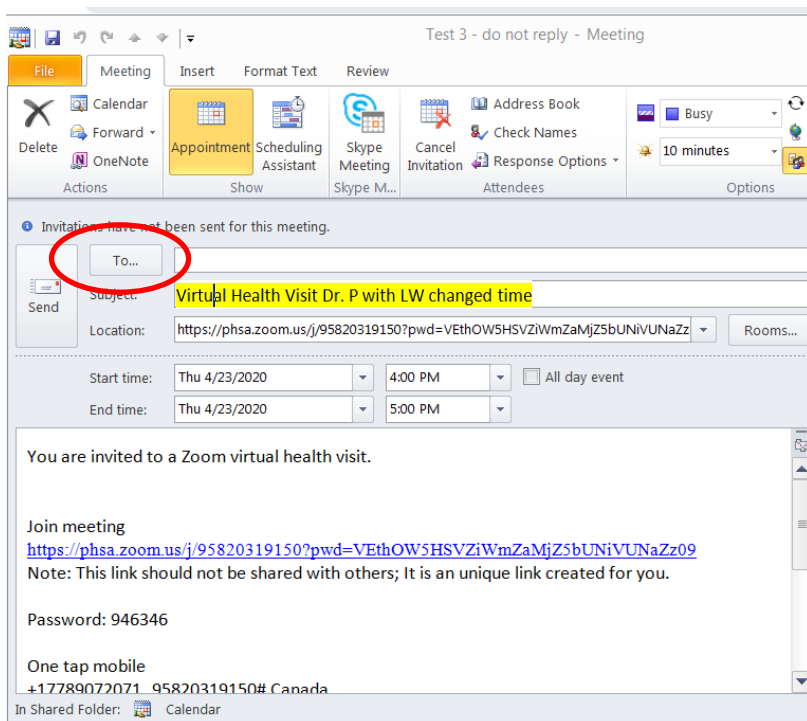 Test 3 - do not reply - Meeting
File Meeting Insert Format Text Review
Delete
Calendar
Forward
OneNote
Actions
Appointment
Scheduling Assistant
Show
Skype Meeting
Skype M...
Cancel Invitation
Address Book
Check Names
Response Options
Attendees
Busy
10 minutes
Options
Invitations have not been sent for this meeting.
Send
To...
Subject: Virtual Health Visit Dr. P with LW changed time
Location: https://phsa.zoom.us/j/95820319150?pwd=VEthOW5HSVZiWmZaMjZ5bUNiVUNaZz Rooms...
Start time: Thu 4/23/2020 4:00 PM All day event
End time: Thu 4/23/2020 5:00 PM
You are invited to a Zoom virtual health visit.
Join meeting
https://phsa.zoom.us/j/95820319150?pwd=VEthOW5HSVZiWmZaMjZ5bUNiVUNaZz09
Note: This link should not be shared with others; It is an unique link created for you.
Password: 946346
One tap mobile
+17789072071,,95820319150# Canada
In Shared Folder: Calendar